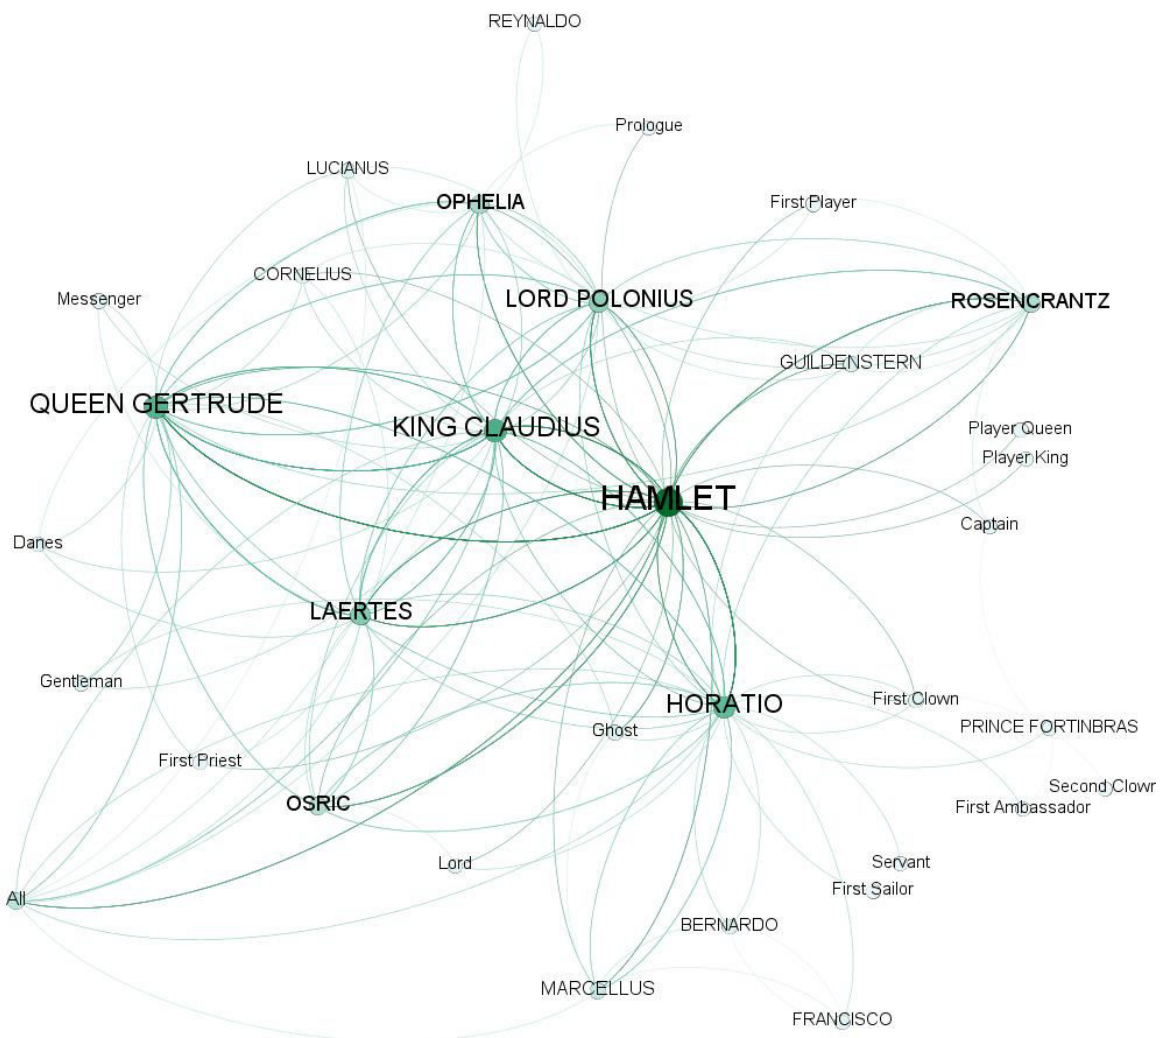 REYNALDO
Prologue
LUCIANUS
OPHELIA
First Player
CORNELIUS
Messenger
LORD POLONIUS
ROSENCRANTZ
GUILDENSTERN
QUEEN GERTRUDE
KING CLAUDIUS
Player Queen
Player King
HAMLET
Captain
Danes
LAERTES
Gentleman
HORATIO
First Clown
Ghost
PRINCE FORTINBRAS
First Priest
Second Clown
OSRIC
First Ambassador
Lord
Servant
First Sailor
All
BERNARDO
MARCELLUS
FRANCISCO